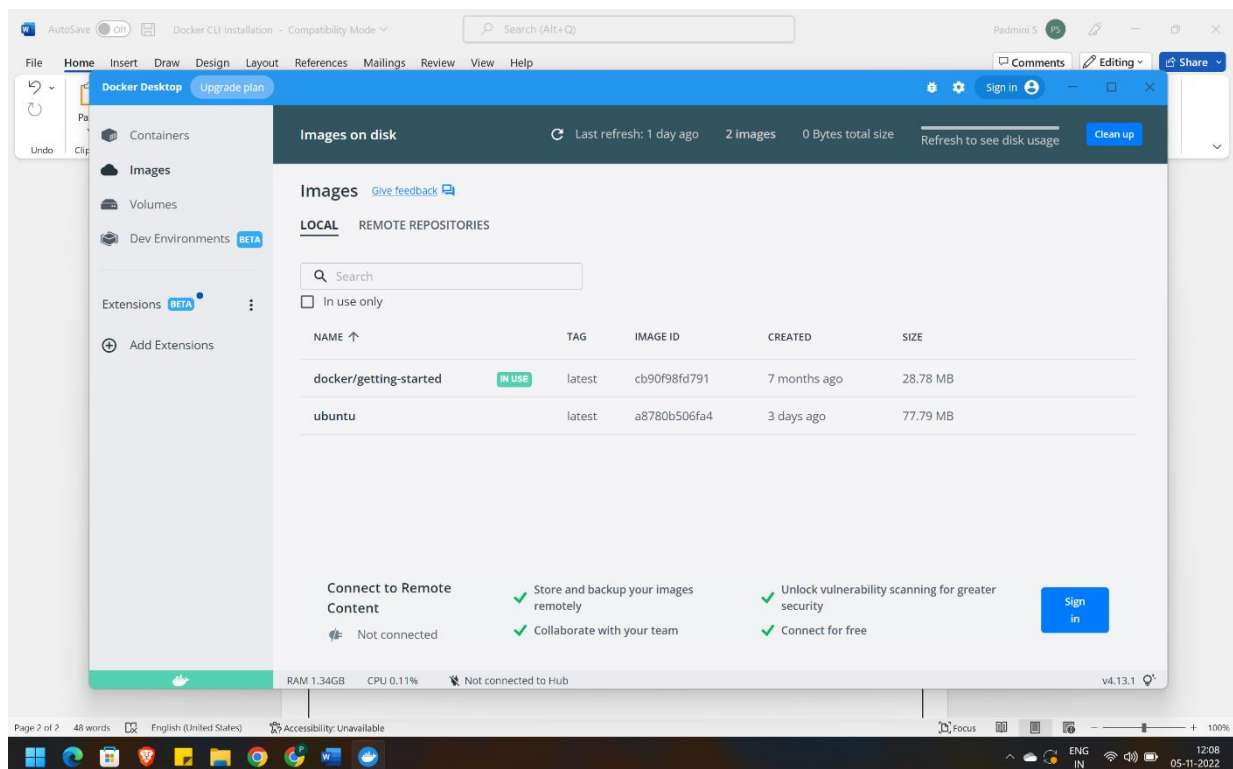 AutoSave Off Docker CLI Installation - Compatibility Mode Search (Alt+Q) Padmini S PS
File Home Insert Draw Design Layout References Mailings Review View Help Comments Editing Share
Undo
Docker Desktop Upgrade plan Sign in
Containers
Images
Volumes
Dev Environments BETA
Extensions BETA
Add Extensions
Images on disk Last refresh: 1 day ago 2 images 0 Bytes total size Refresh to see disk usage Clean up
Images Give feedback
LOCAL REMOTE REPOSITORIES
Search
In use only
NAME TAG IMAGE ID CREATED SIZE
docker/getting-started IN USE latest cb90f98fd791 7 months ago 28.78 MB
ubuntu latest a8780b506fa4 3 days ago 77.79 MB
Connect to Remote
Content
Not connected
Store and backup your images
remotely
Collaborate with your team
Unlock vulnerability scanning for greater
security
Connect for free
Sign
in
RAM 1.34GB CPU 0.11% Not connected to Hub v4.13.1
Page 2 of 2 48 words English (United States) Accessibility: Unavailable Focus 100%
ENG
IN
12:08
05-11-2022